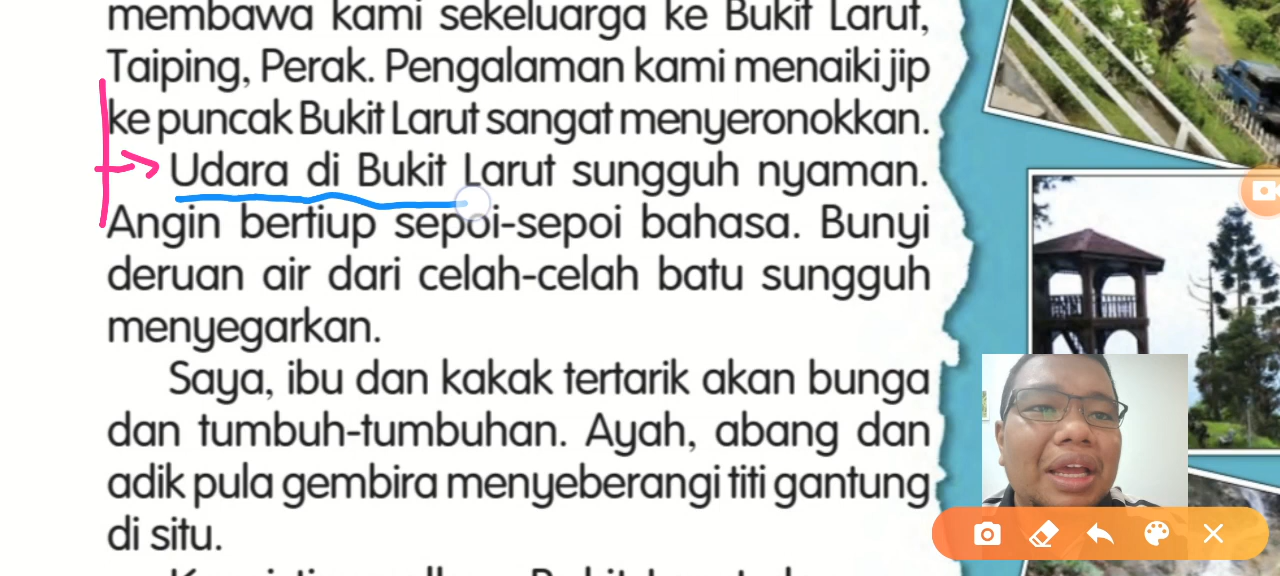 membawa kami sekeluarga ke Bukit Larut,
Taiping, Perak. Pengalaman kami menaiki jip
ke puncak Bukit Larut sangat menyeronokkan.
Udara di Bukit Larut sungguh nyaman.
Angin bertiup sepoi-sepoi bahasa. Bunyi
deruan air dari celah-celah batu sungguh
menyegarkan.
Saya, ibu dan kakak tertarik akan bunga
dan tumbuh-tumbuhan. Ayah, abang dan
adik pula gembira menyeberangi titi gantung
di situ.